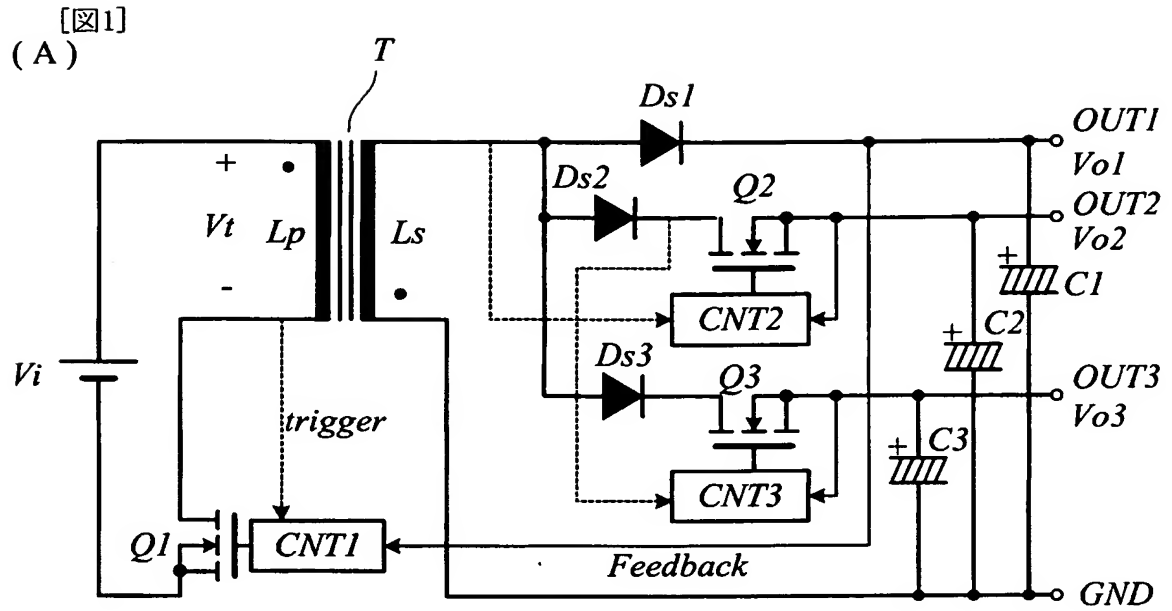 [図1]
(A)
T
Ds1
OUT1
Vo1
Ds2
Q2
OUT2
Vo2
+
Vt
Lp
Ls
-
CNT2
+
C1
+
C2
Vi
Ds3
Q3
OUT3
Vo3
trigger
+
C3
CNT3
Q1
CNT1
Feedback
GND